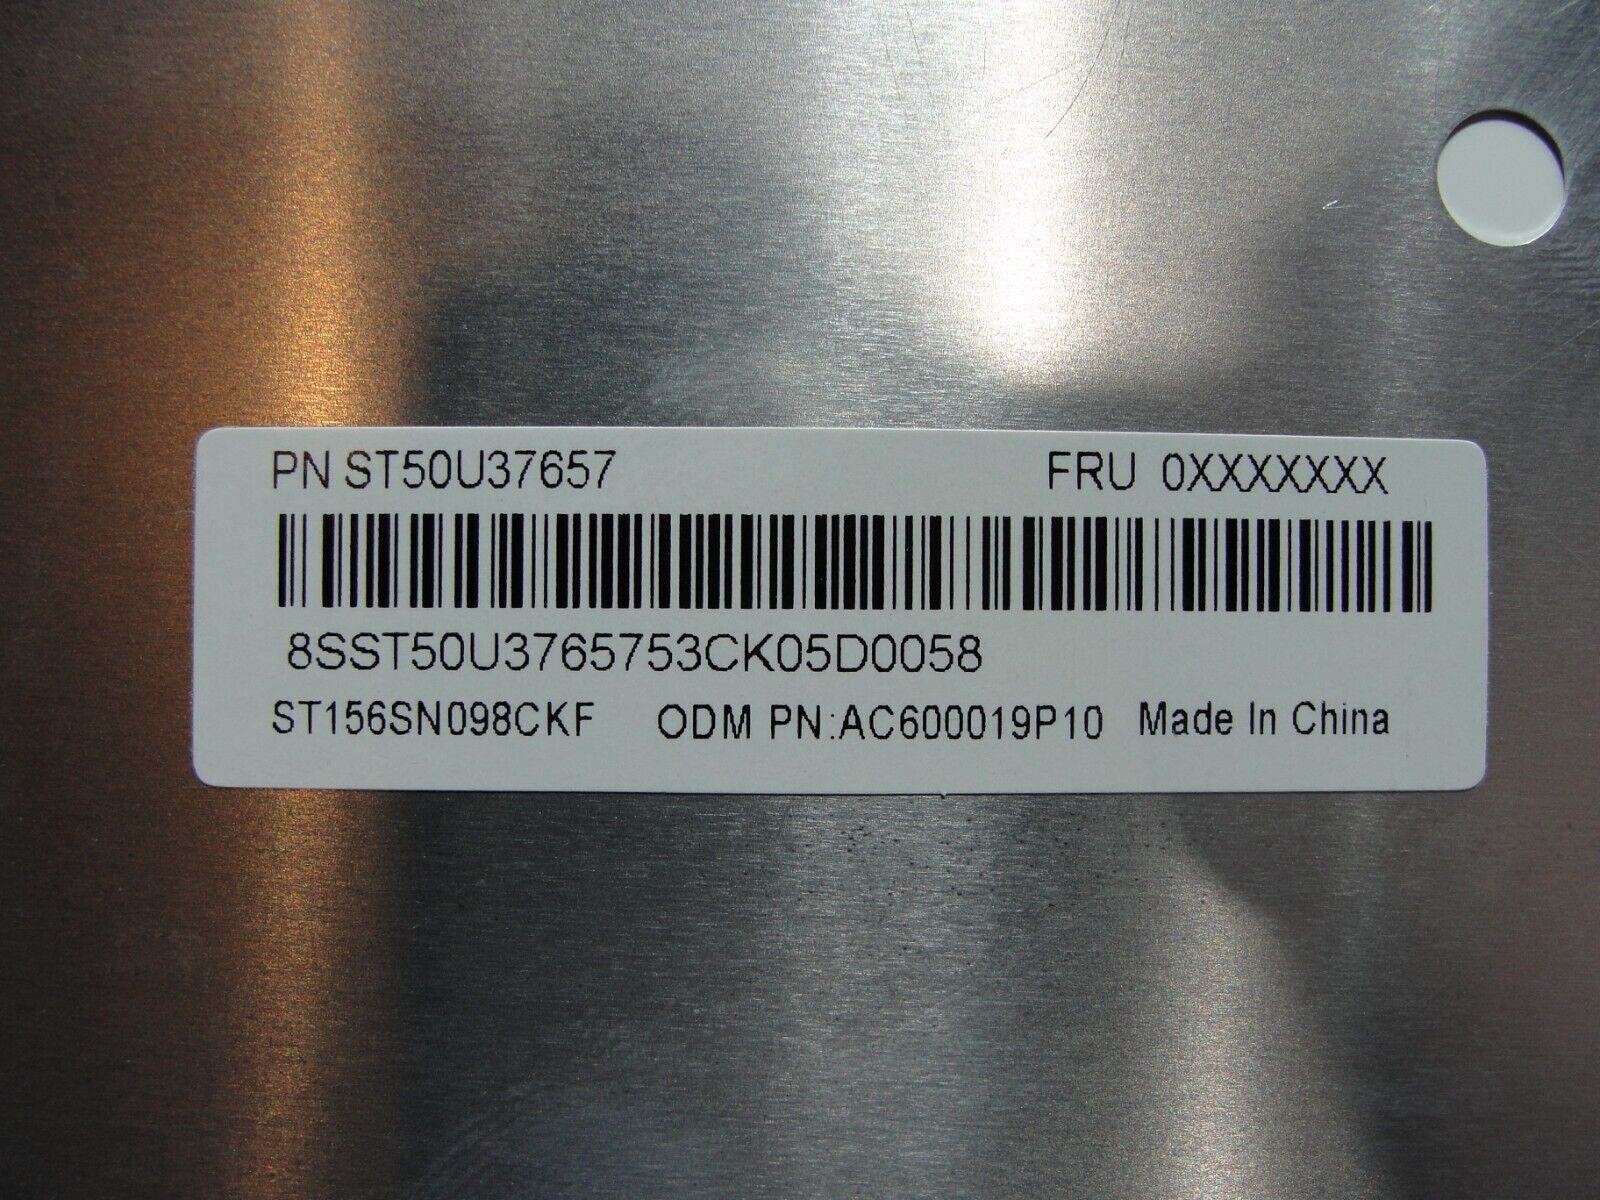 PN ST50U37657 FRU 0XXXXXXX
8SST50U3765753CK05D0058
ST156SN098CKF ODM PN:AC600019P10 Made In China